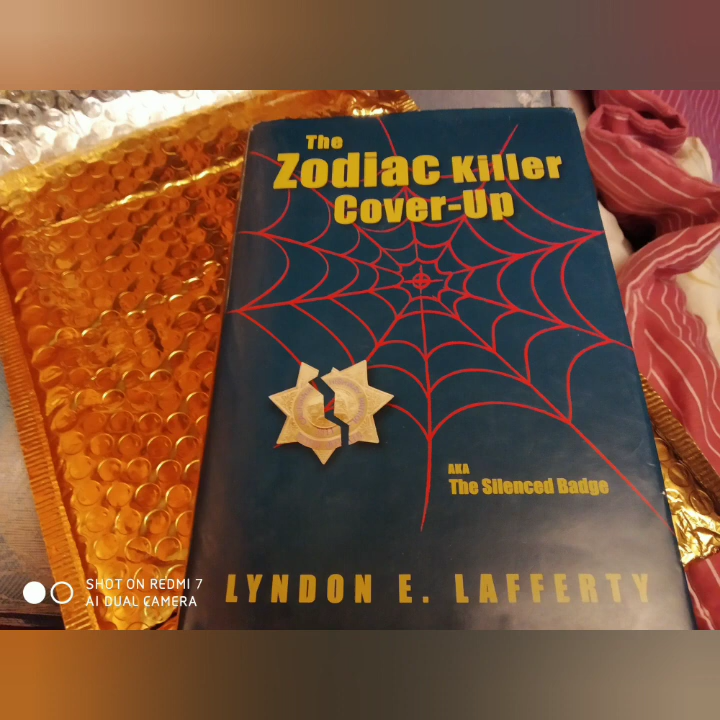 The
Zodiac Killer
Cover-Up
AKA
The Silenced Badge
LYNDON E. LAFFERTY
SHOT ON REDMI 7
AI DUAL CAMERA